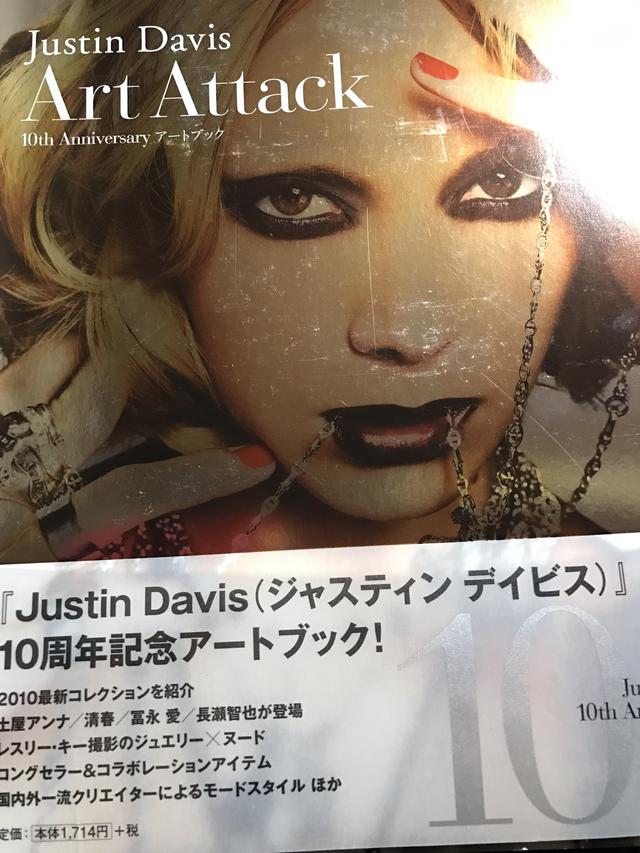 Justin Davis
Art Attack
10th Anniversary アートブック
『Justin Davis(ジャスティン デイビス)』
10周年記念アートブック!
2010最新コレクションを紹介
土屋アンナ/清春/冨永 愛/長瀬智也が登場
レスリー・キー撮影のジュエリー×ヌード
ロングセラー&コラボレーションアイテム
国内外一流クリエイターによるモードスタイル ほか
定価:本体1,714円+税
10
Ju
10th An